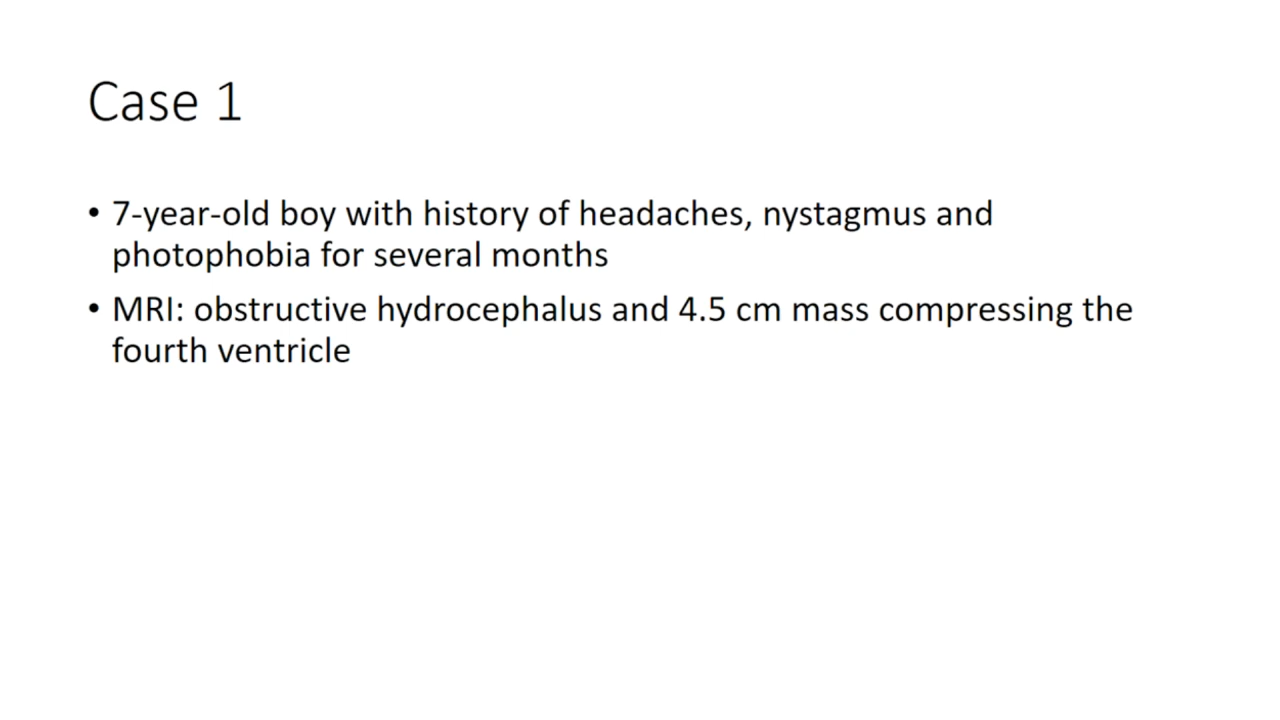 Case 1
• 7-year-old boy with history of headaches, nystagmus and
photophobia for several months
• MRI: obstructive hydrocephalus and 4.5 cm mass compressing the
fourth ventricle